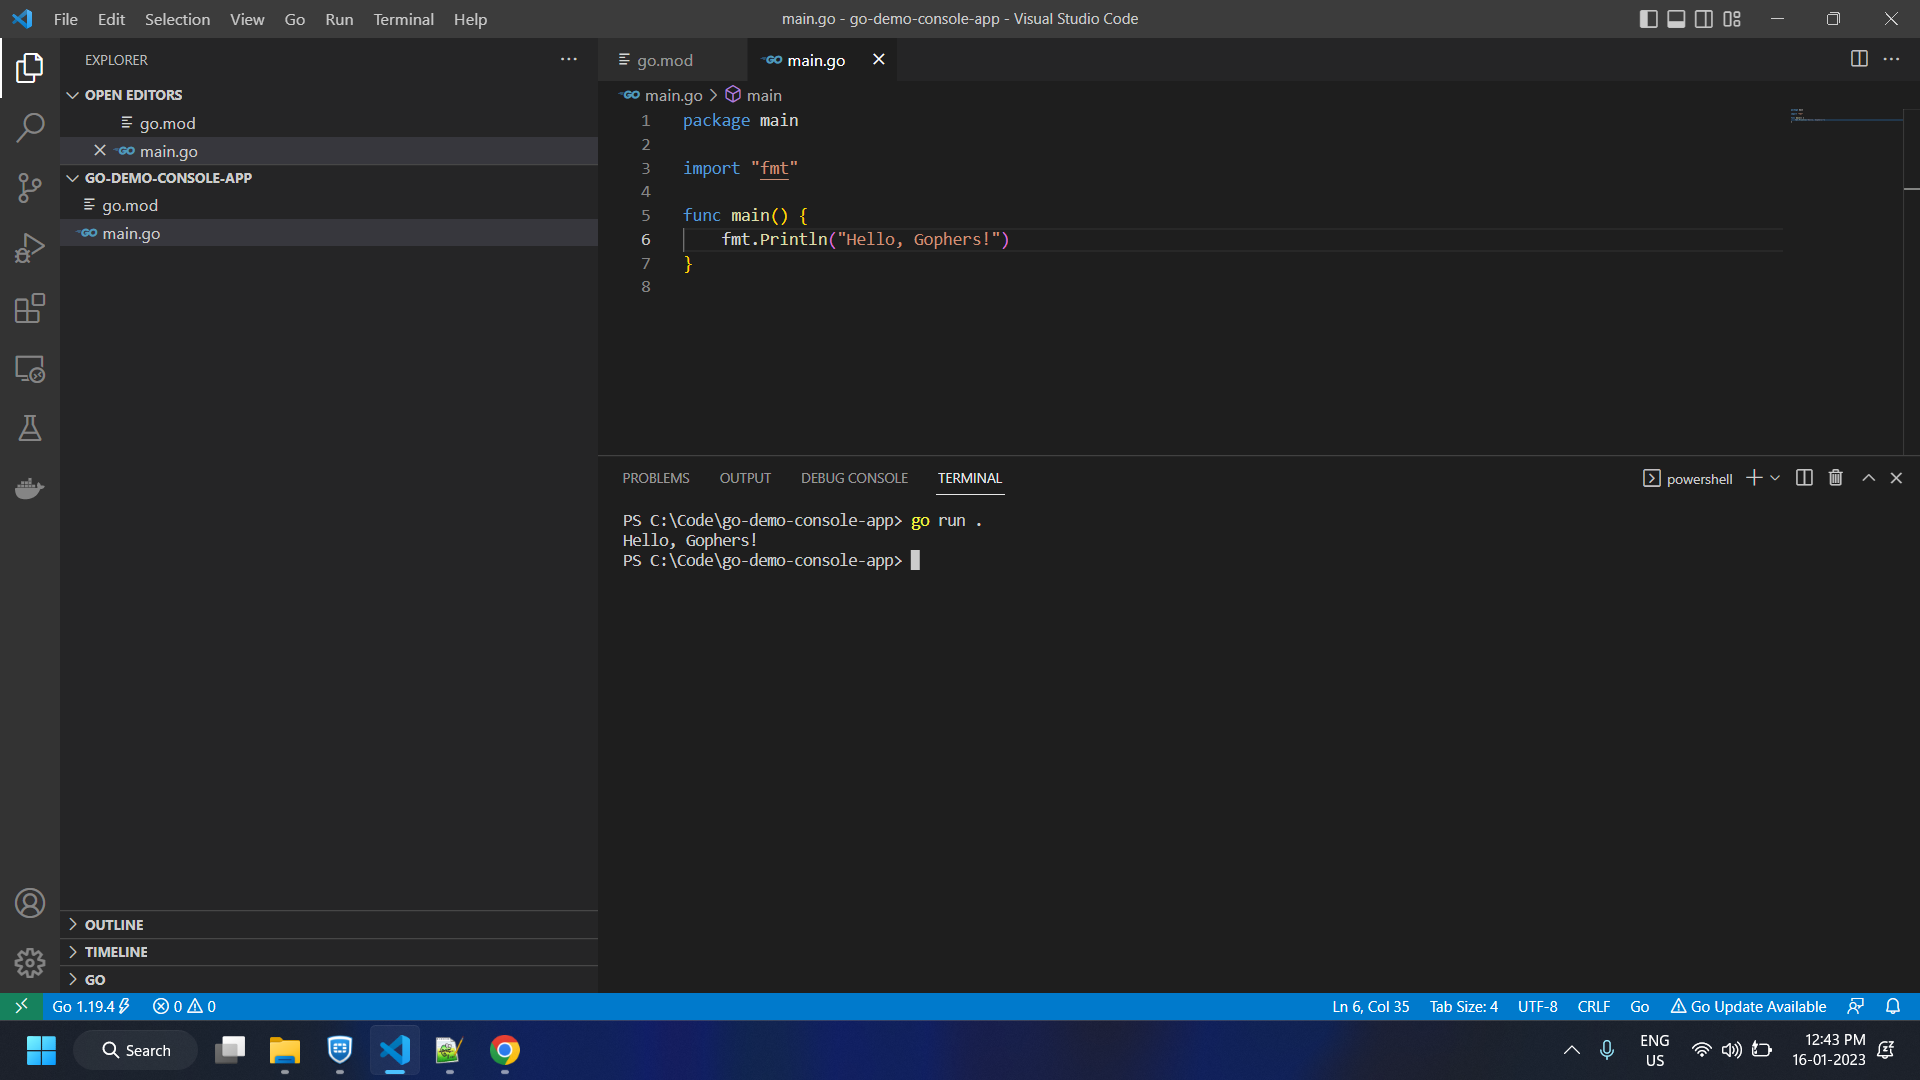 File Edit Selection View Go Run Terminal Help
main.go - go-demo-console-app - Visual Studio Code
EXPLORER
OPEN EDITORS
go.mod
GO main.go
GO-DEMO-CONSOLE-APP
go.mod
GO main.go
OUTLINE
TIMELINE
GO
go.mod
GO main.go
GO main.go > main
1 package main
2
3 import "fmt"
4
5 func main() {
6 fmt.Println("Hello, Gophers!")
7 }
8
PROBLEMS OUTPUT DEBUG CONSOLE TERMINAL
powershell
PS C:\Code\go-demo-console-app> go run .
Hello, Gophers!
PS C:\Code\go-demo-console-app>
Go 1.19.4 0 0
Ln 6, Col 35 Tab Size: 4 UTF-8 CRLF Go Go Update Available
Search
ENG
US
12:43 PM
16-01-2023